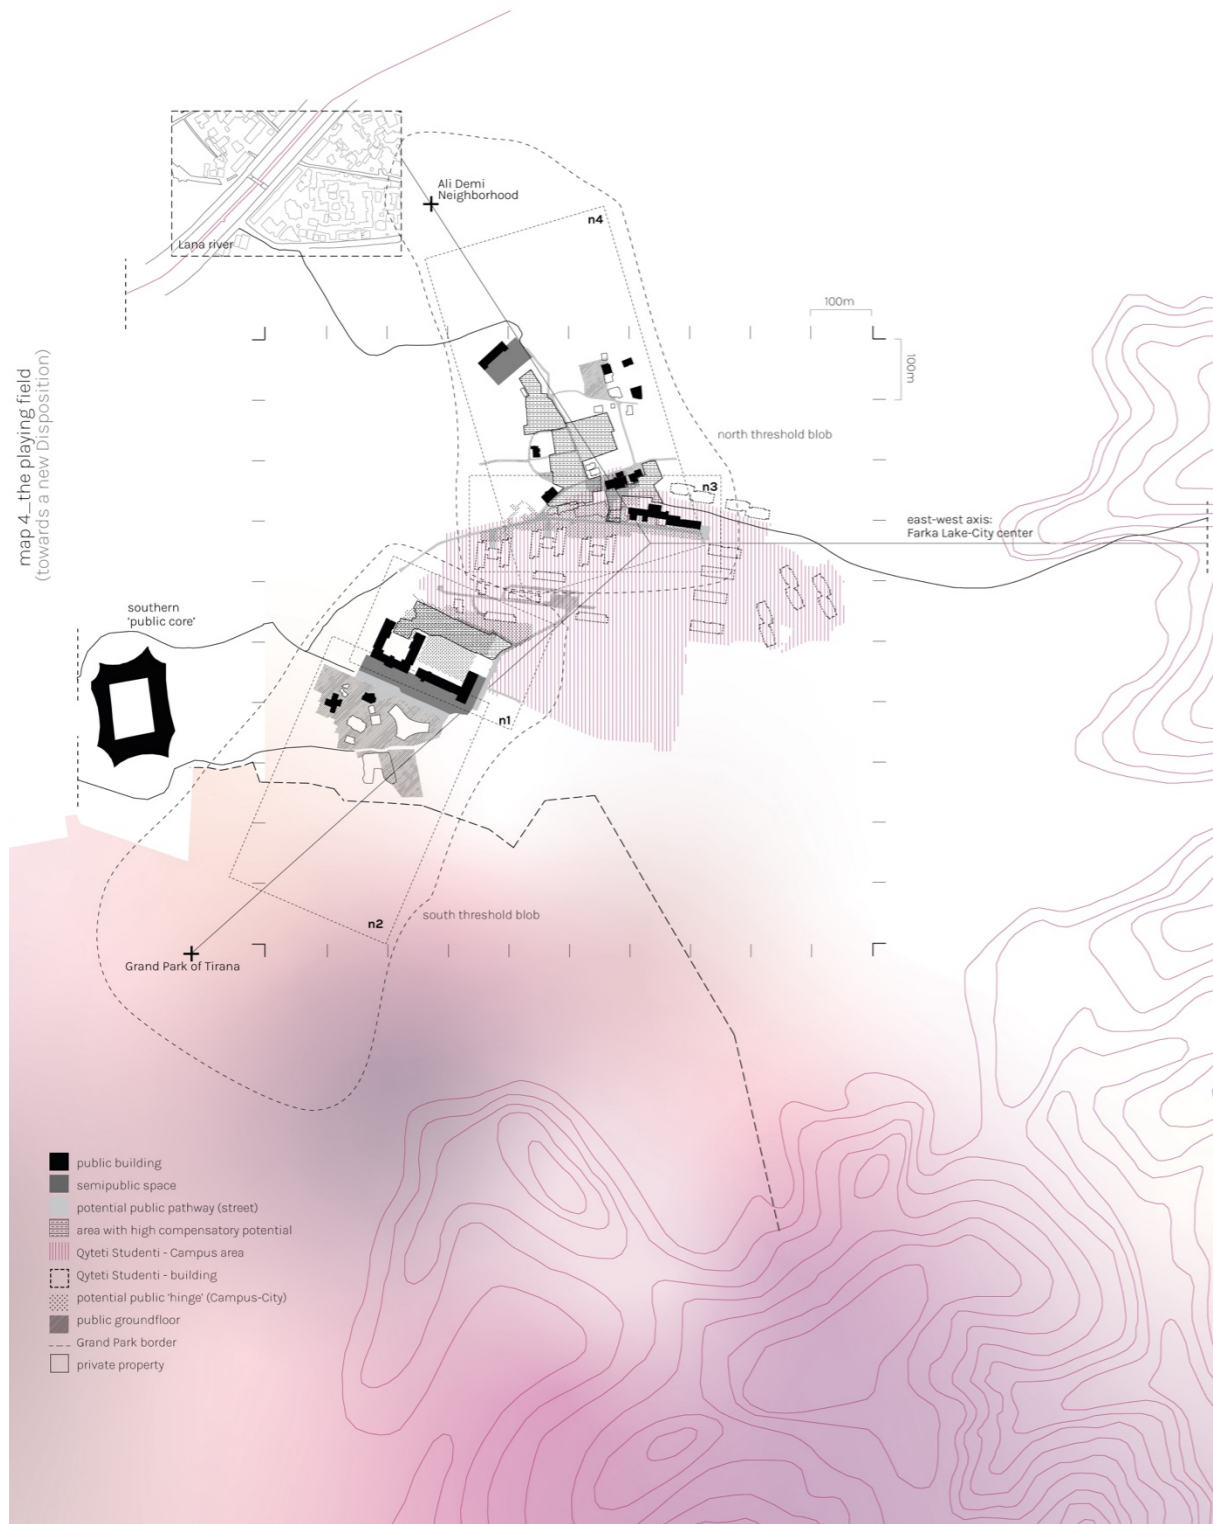 map 4_the playing field
(towards a new Disposition)
Ali Demi
Neighborhood
n4
Lana river
100m
100m
north threshold blob
n3
east-west axis:
Farka Lake-City center
southern
'public core'
n1
n2
south threshold blob
Grand Park of Tirana
public building
semipublic space
potential public pathway (street)
area with high compensatory potential
Qyteti Studenti - Campus area
Qyteti Studenti - building
potential public 'hinge' (Campus-City)
public groundfloor
Grand Park border
private property